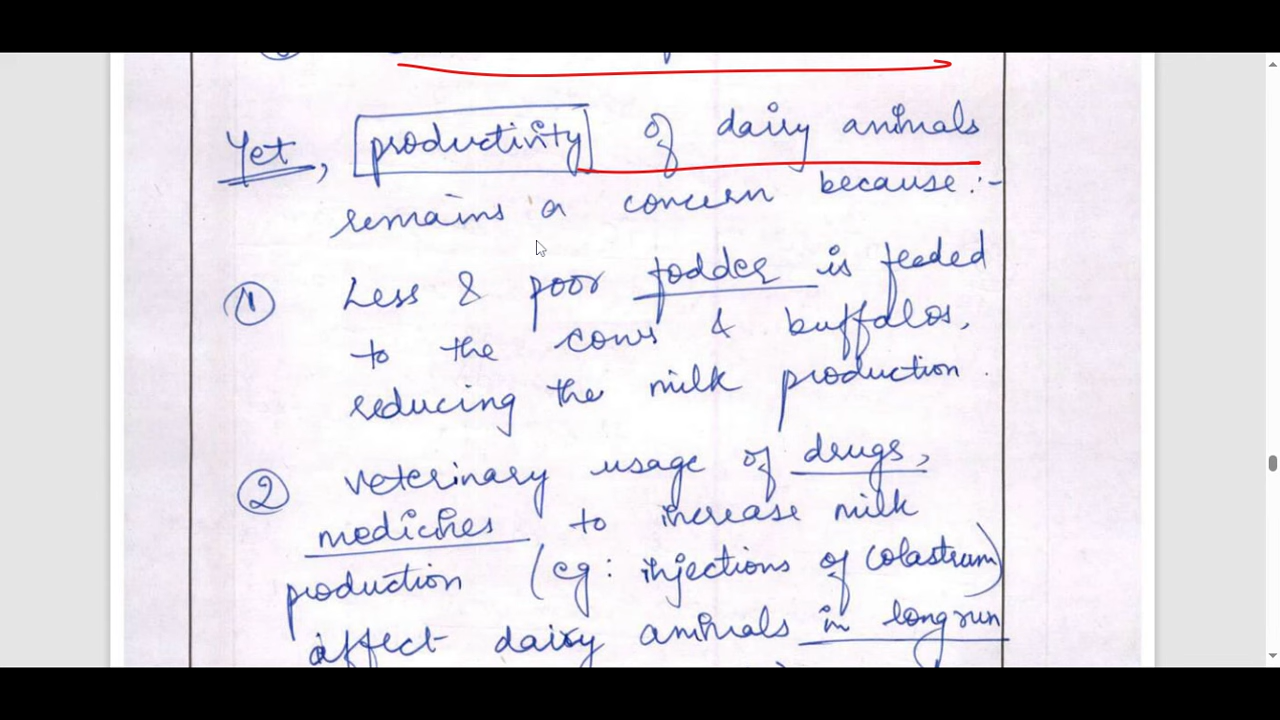 Yet, productivity of dairy animals
remains a concern because :-
① Less & poor fodder is feeded
to the cows & buffalos,
reducing the milk production.
② Veterinary usage of drugs,
medicines to increase milk
production (eg: injections of Colastrum)
affect dairy animals in long run